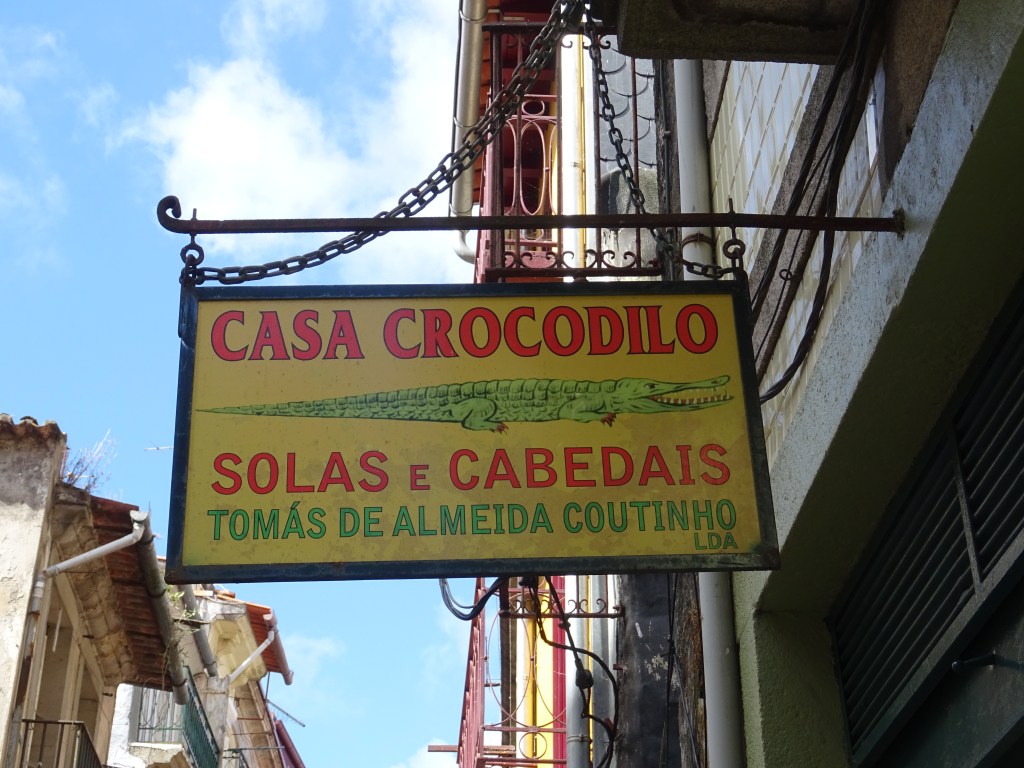 CASA CROCODILO
SOLAS E CABEDAIS
TOMÁS DE ALMEIDA COUTINHO
LDA